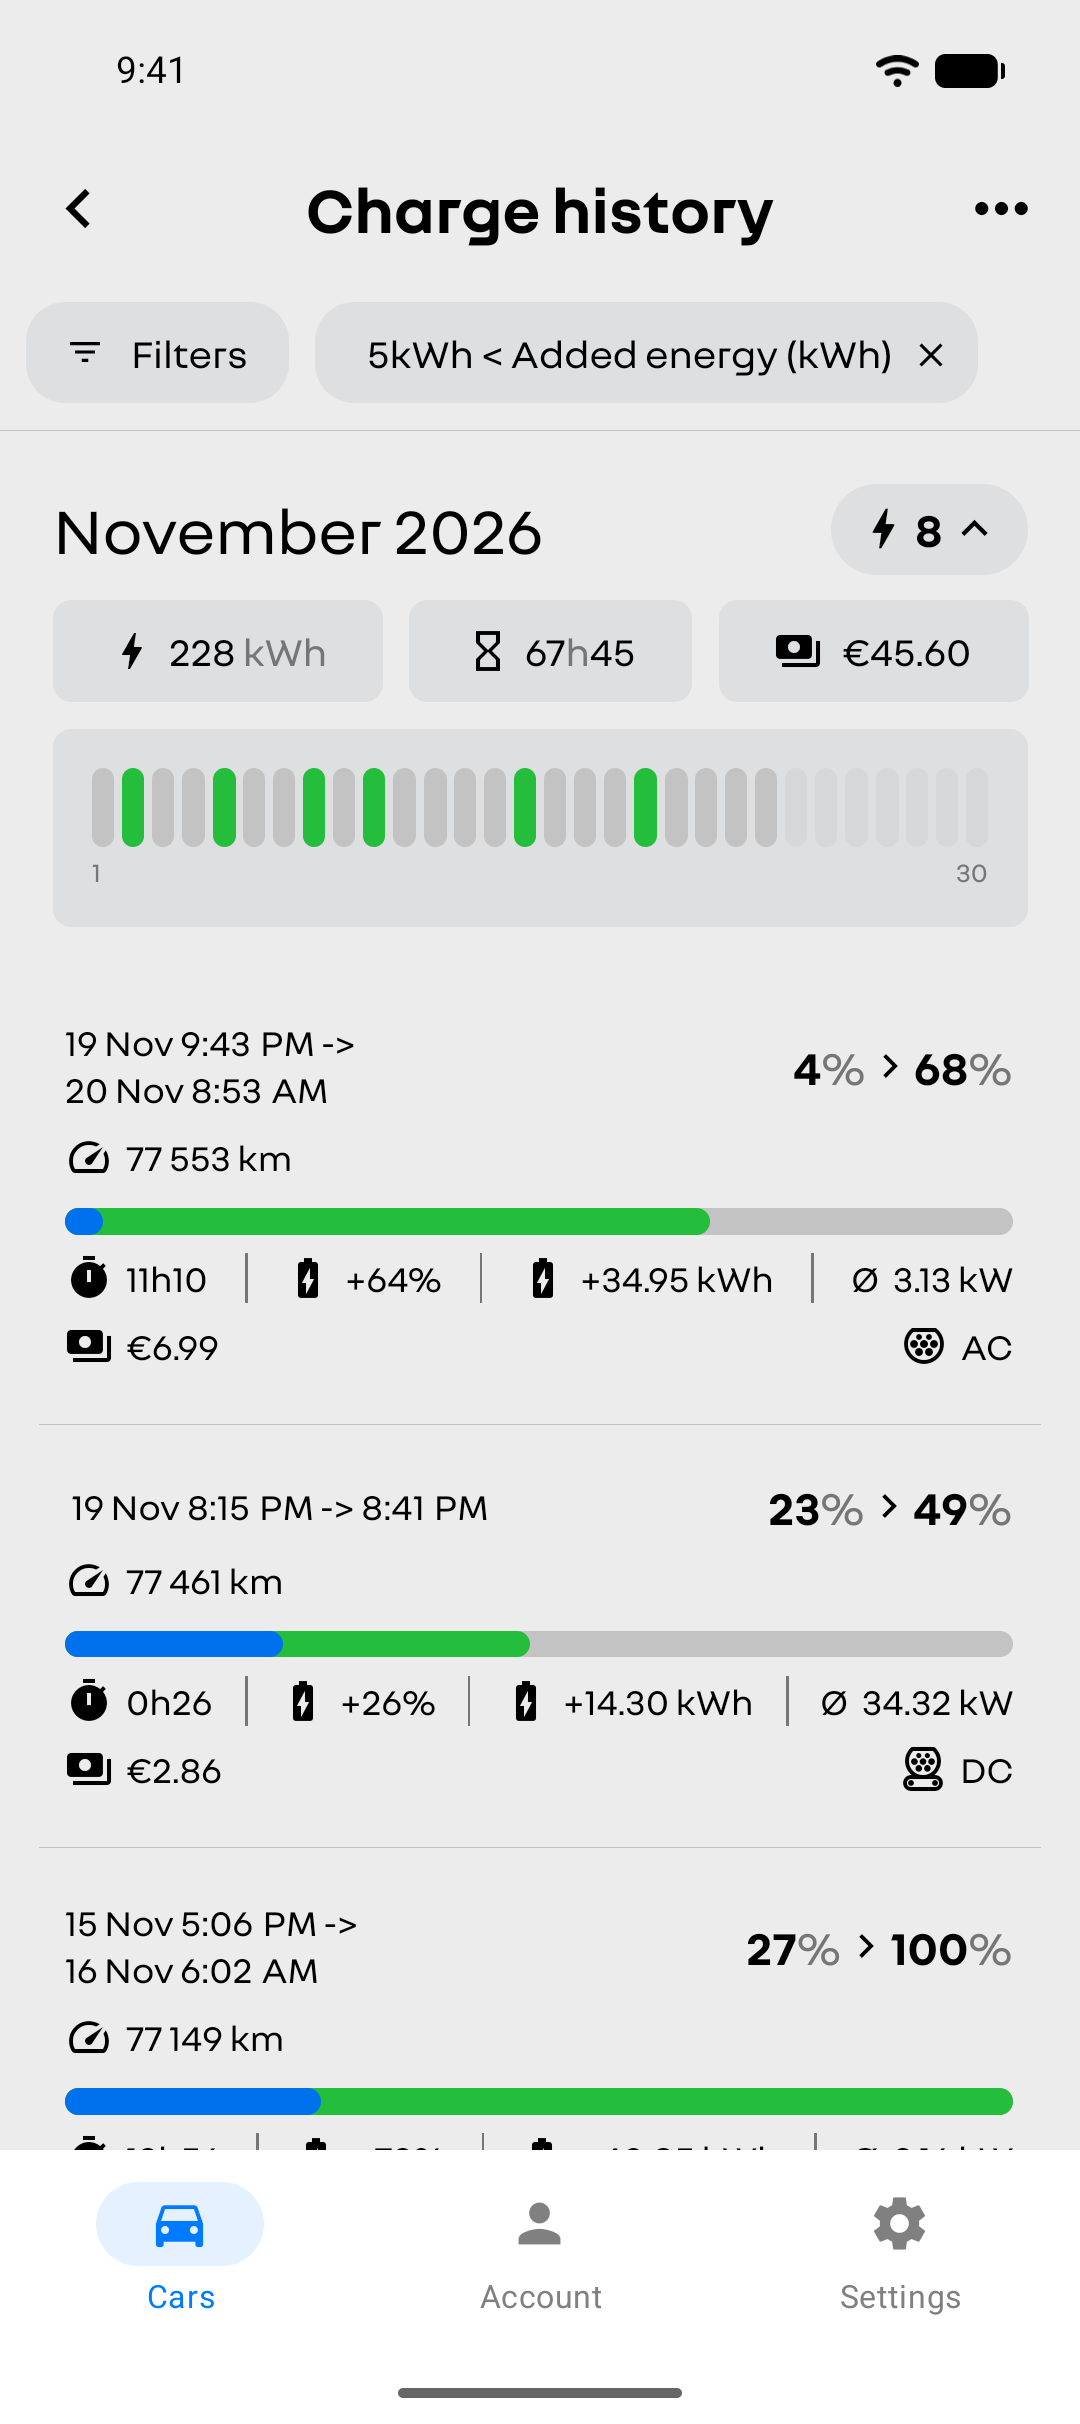 9:41
Charge history
Filters
5kWh < Added energy (kWh)
November 2026
8
228 kWh
67h45
€45.60
1
30
19 Nov 9:43 PM ->
20 Nov 8:53 AM
4% > 68%
77 553 km
11h10
+64%
+34.95 kWh
Ø 3.13 kW
€6.99
AC
19 Nov 8:15 PM -> 8:41 PM
23% > 49%
77 461 km
0h26
+26%
+14.30 kWh
Ø 34.32 kW
€2.86
DC
15 Nov 5:06 PM ->
16 Nov 6:02 AM
27% > 100%
77 149 km
Cars
Account
Settings